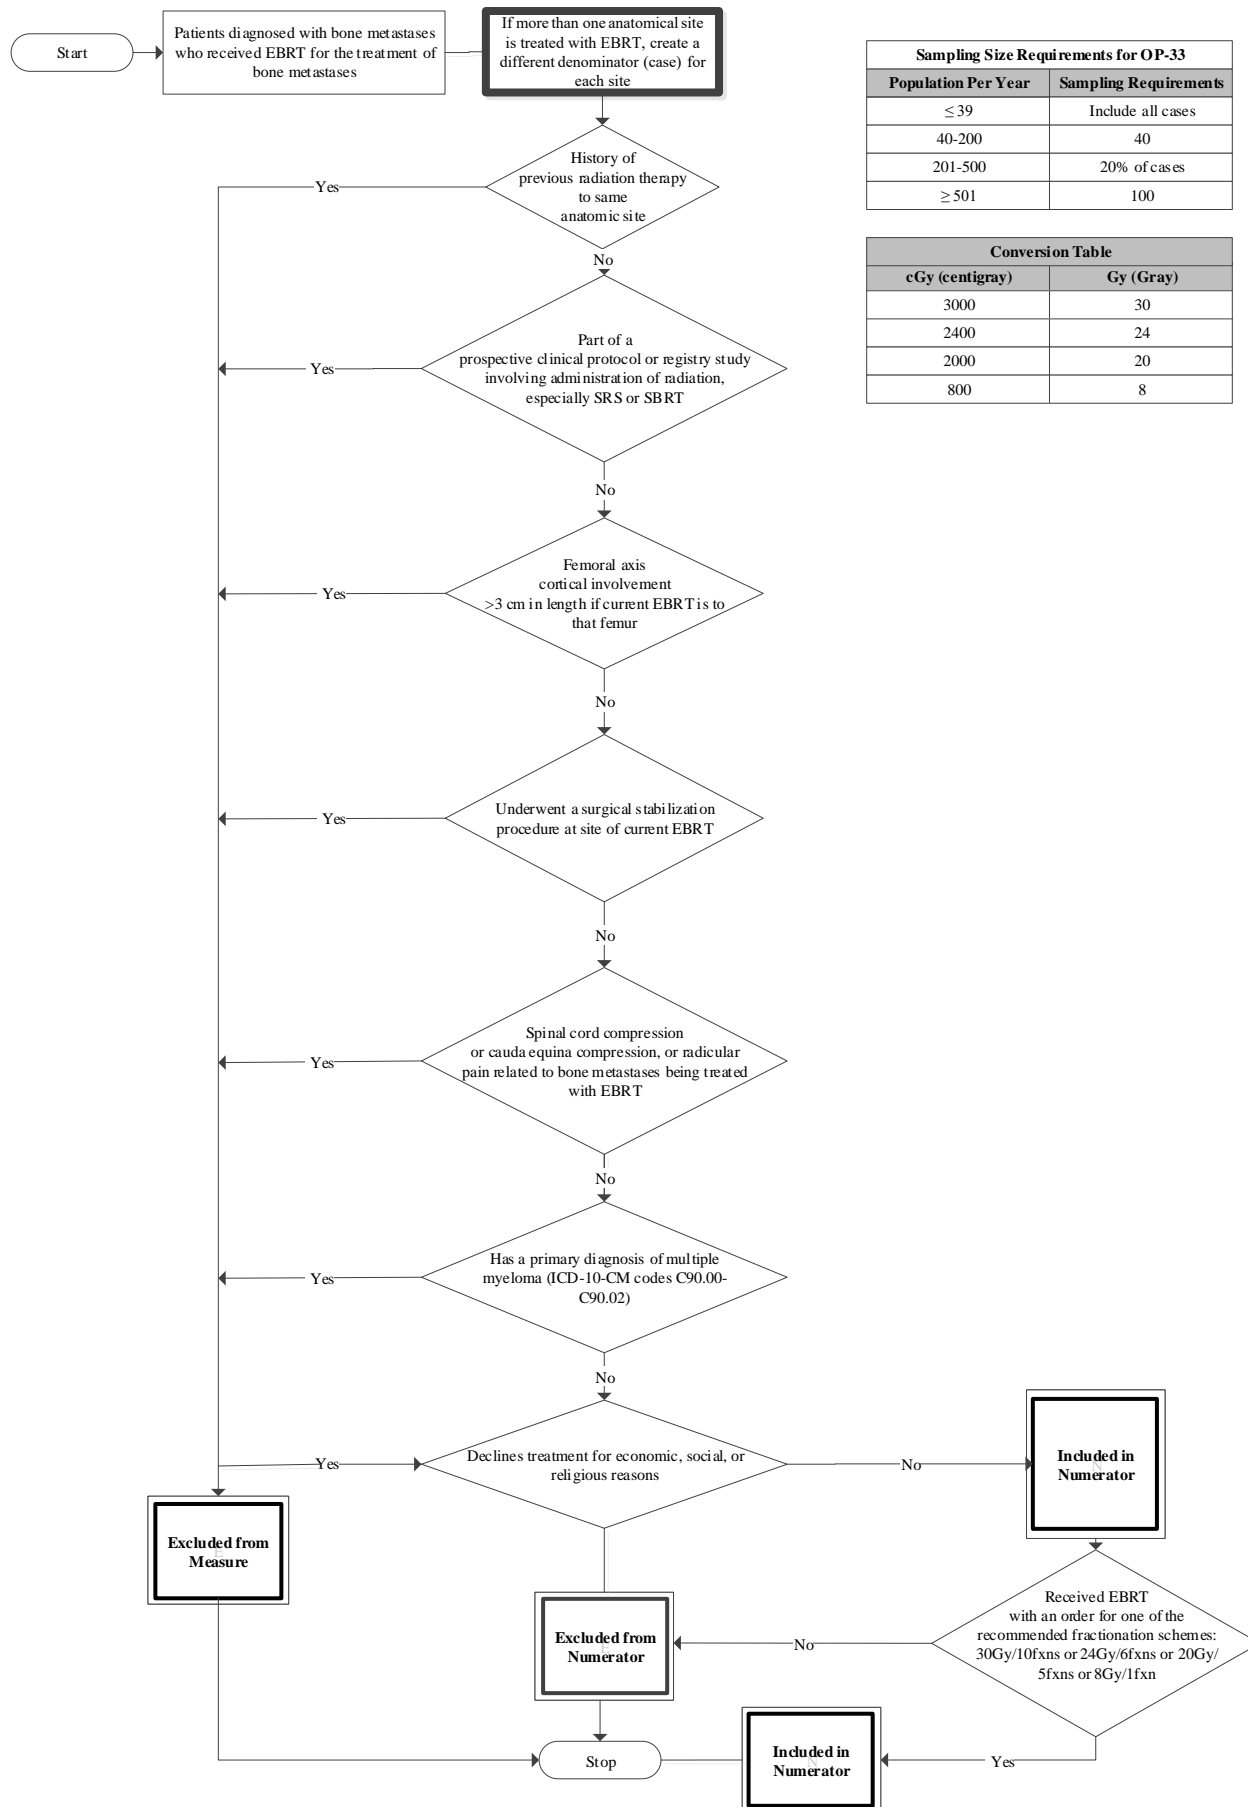 Start
Patients diagnosed with bone metastases
who received EBRT for the treatment of
bone metastases
If more than one anatomical site
is treated with EBRT, create a
different denominator (case) for
each site
History of
previous radiation therapy
to same
anatomic site
Yes
No
Part of a
prospective clinical protocol or registry study
involving administration of radiation,
especially SRS or SBRT
Yes
No
Femoral axis
cortical involvement
>3 cm in length if current EBRT is to
that femur
Yes
No
Underwent a surgical stabilization
procedure at site of current EBRT
Yes
No
Spinal cord compression
or cauda equina compression, or radicular
pain related to bone metastases being treated
with EBRT
Yes
No
Has a primary diagnosis of multiple
myeloma (ICD-10-CM codes C90.00-
C90.02)
Yes
No
Declines treatment for economic, social, or
religious reasons
Yes
No
Included in
Numerator
Excluded from
Measure
Received EBRT
with an order for one of the
recommended fractionation schemes:
30Gy/10fxns or 24Gy/6fxns or 20Gy/
5fxns or 8Gy/1fxn
No
Excluded from
Numerator
Yes
Included in
Numerator
Stop
Sampling Size Requirements for OP-33
Population Per Year Sampling Requirements
≤ 39 Include all cases
40-200 40
201-500 20% of cases
≥ 501 100
Conversion Table
cGy (centigray) Gy (Gray)
3000 30
2400 24
2000 20
800 8